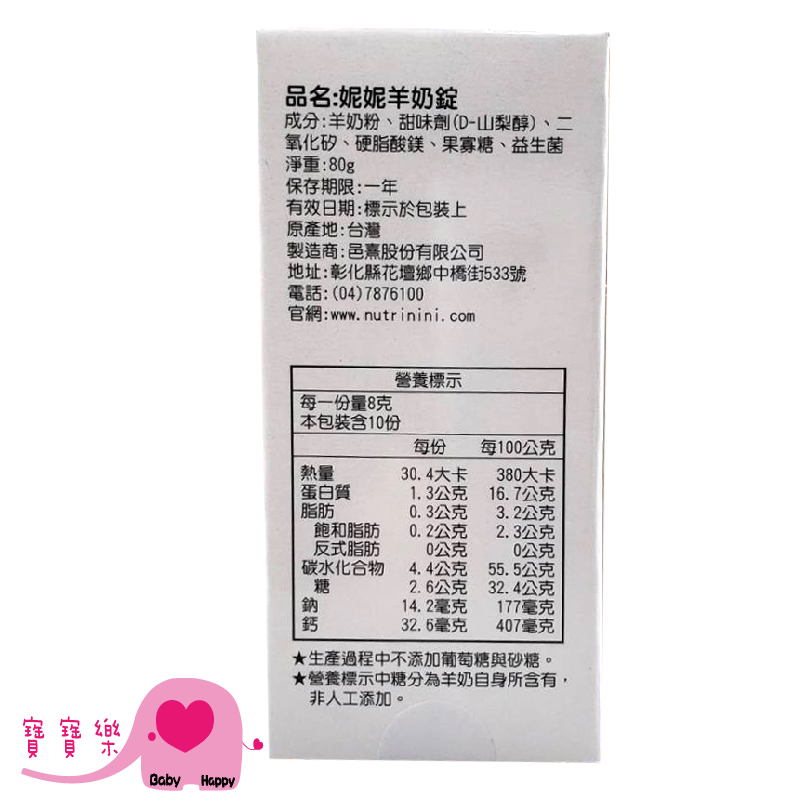 品名:妮妮羊奶錠
成分:羊奶粉、甜味劑(D-山梨醇)、二
氧化矽、硬脂酸鎂、果寡糖、益生菌
淨重:80g
保存期限:一年
有效日期:標示於包裝上
原產地:台灣
製造商:邑熹股份有限公司
地址:彰化縣花壇鄉中橋街533號
電話:(04)7876100
官網:www.nutrinini.com
營養標示
每一份量8克
本包裝含10份
每份 每100公克
熱量 30.4大卡 380大卡
蛋白質 1.3公克 16.7公克
脂肪 0.3公克 3.2公克
飽和脂肪 0.2公克 2.3公克
反式脂肪 0公克 0公克
碳水化合物 4.4公克 55.5公克
糖 2.6公克 32.4公克
鈉 14.2毫克 177毫克
鈣 32.6毫克 407毫克
★生產過程中不添加葡萄糖與砂糖。
★營養標示中糖分為羊奶自身所含有,
非人工添加。
寶寶樂
Baby Happy